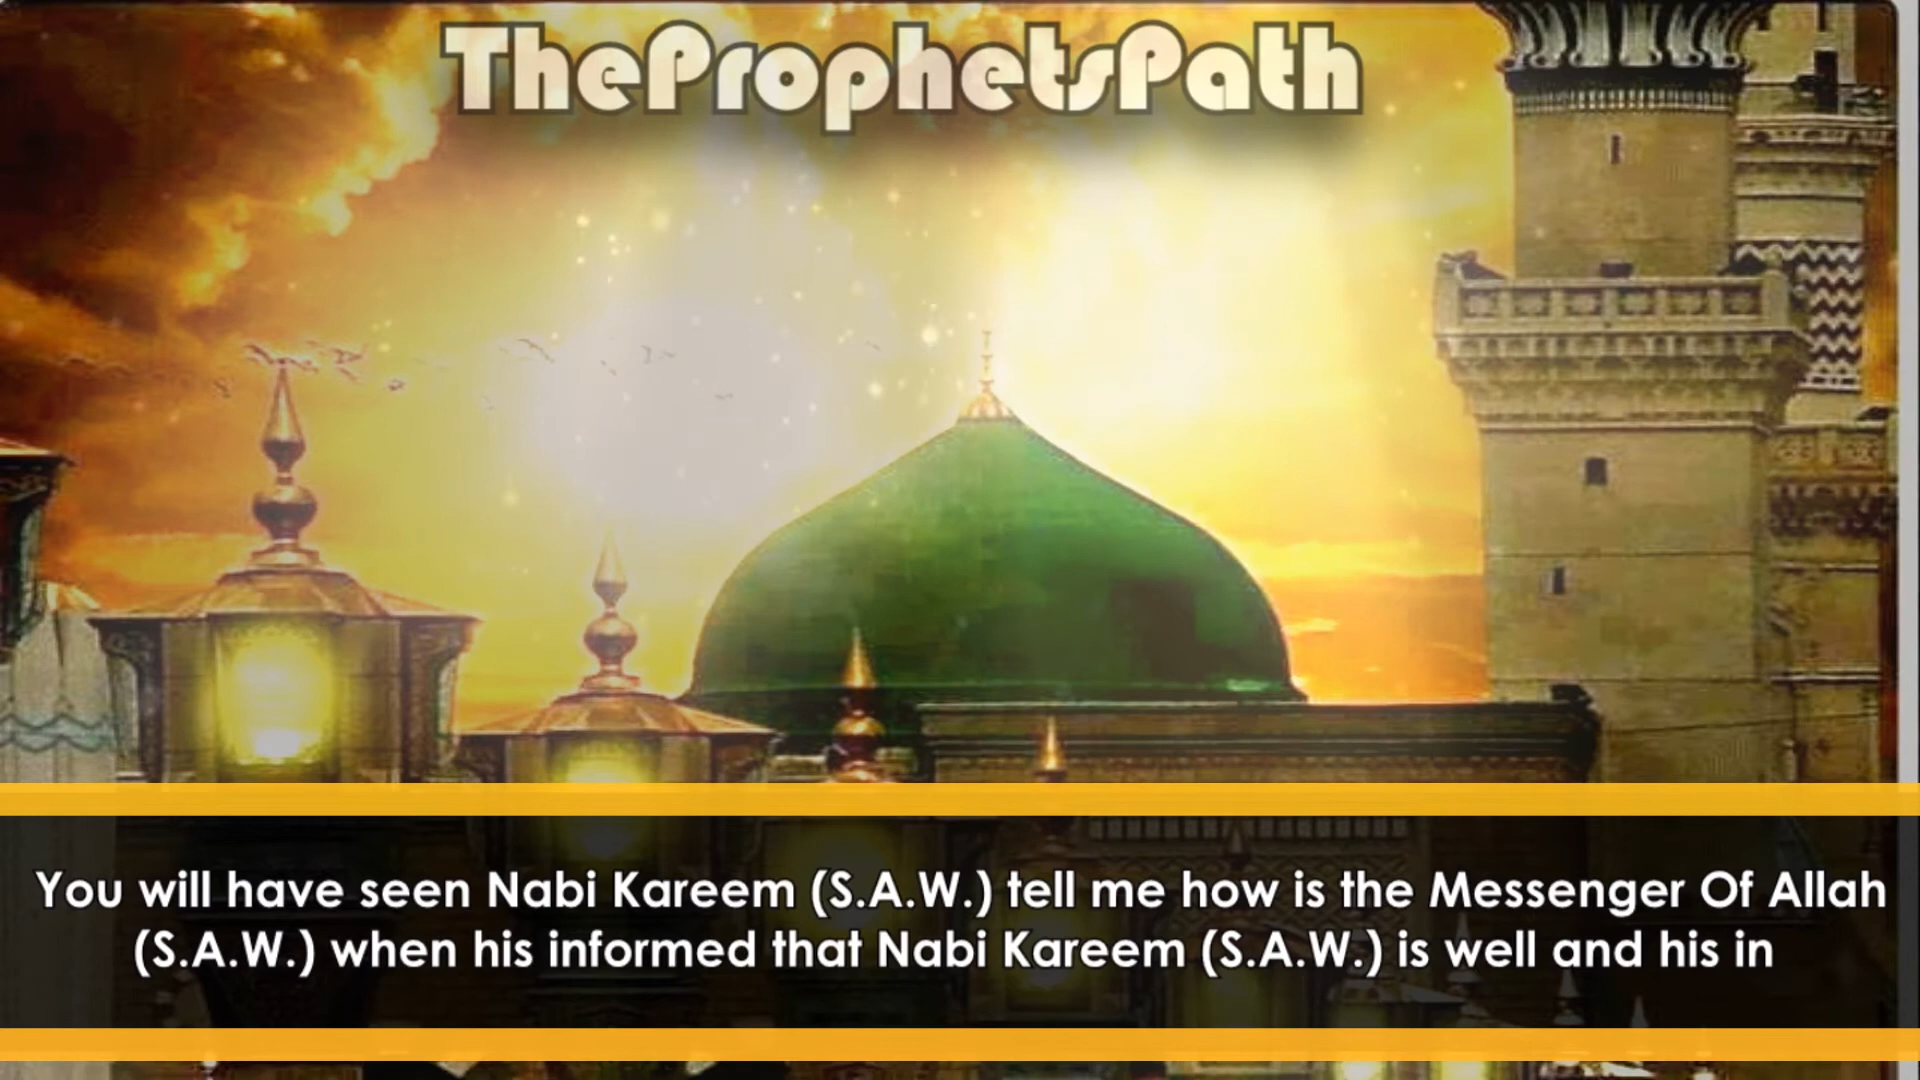 TheProphetsPath
You will have seen Nabi Kareem (S.A.W.) tell me how is the Messenger Of Allah
(S.A.W.) when his informed that Nabi Kareem (S.A.W.) is well and his in